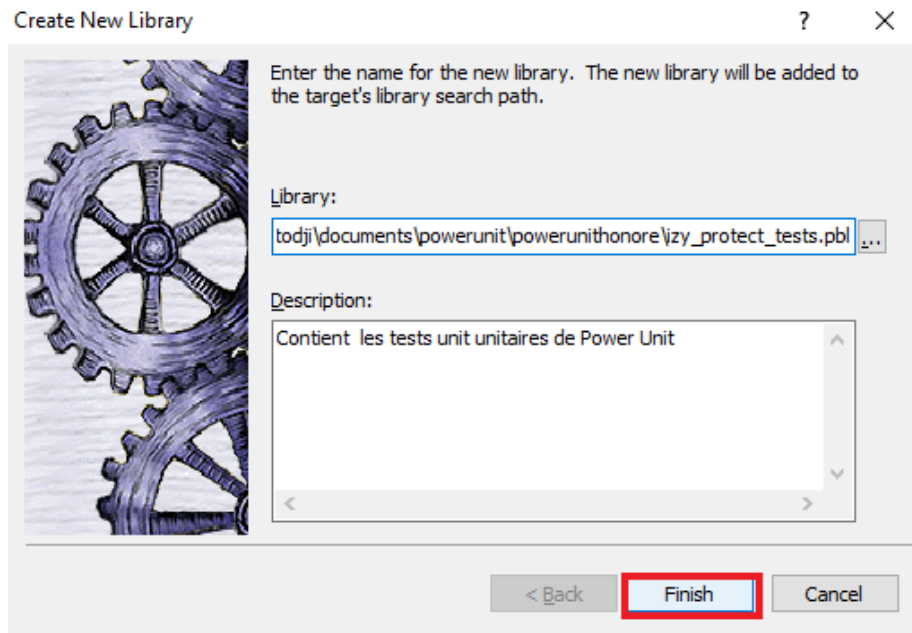 Create New Library
Enter the name for the new library.  The new library will be added to
the target's library search path.
Library:
todji\documents\powerunit\powerunithonore\izy_protect_tests.pbl
...
Description:
Contient  les tests unit unitaires de Power Unit
< Back
Finish
Cancel